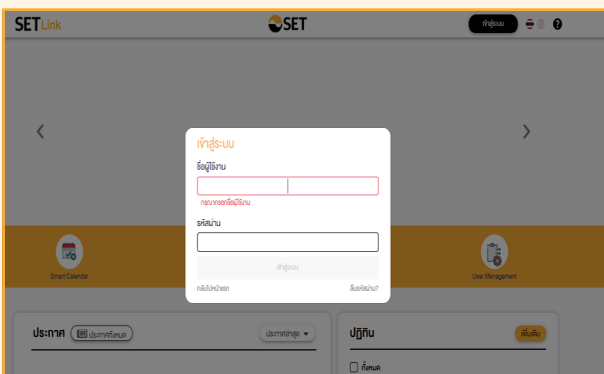 SETLink
SET
เข้าสู่ระบบ
เข้าสู่ระบบ
ชื่อผู้ใช้งาน
กรุณากรอกชื่อผู้ใช้งาน
รหัสผ่าน
เข้าสู่ระบบ
กลับไปหน้าแรก
ลืมรหัสผ่าน?
Smart Calendar
User Management
ประกาศ
ประกาศทั้งหมด
ประกาศล่าสุด
ปฏิทิน
เพิ่มเติม
ทั้งหมด